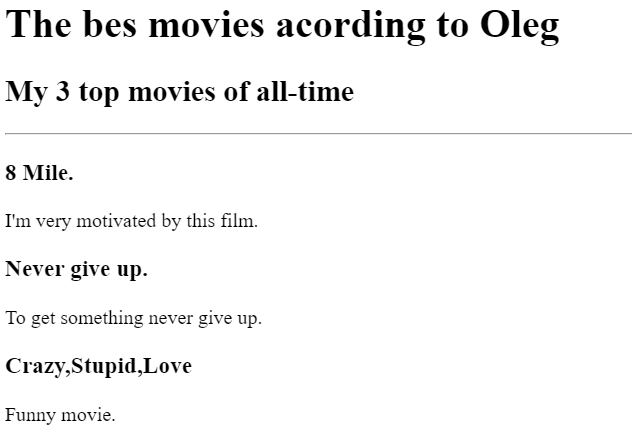 The bes movies acording to Oleg
My 3 top movies of all-time
8 Mile.
I'm very motivated by this film.
Never give up.
To get something never give up.
Crazy,Stupid,Love
Funny movie.